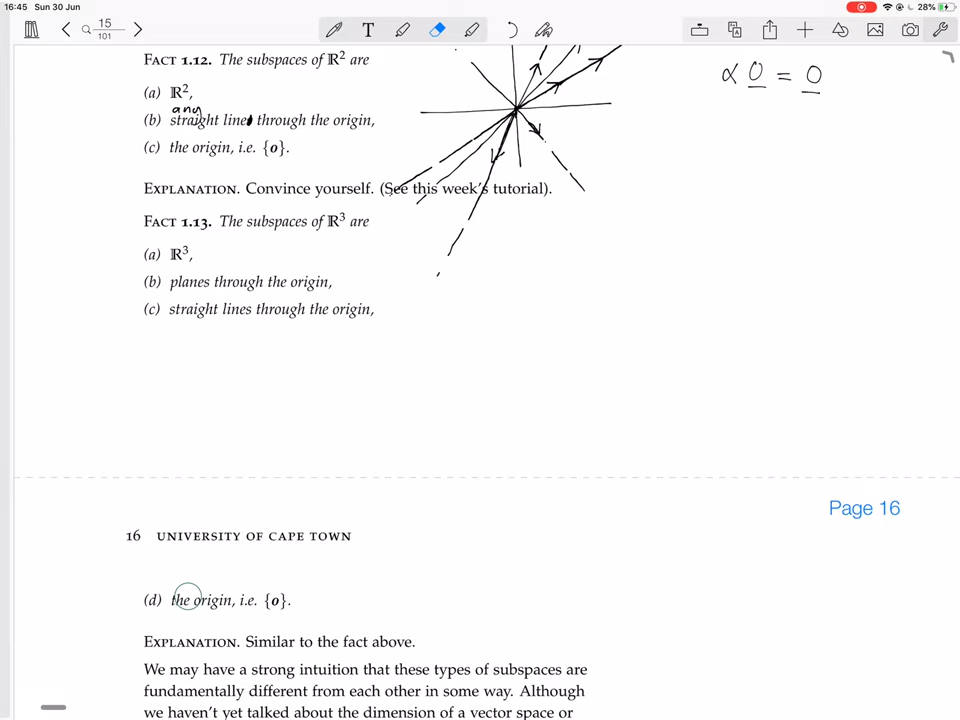 16:45 Sun 30 Jun
28%
15
101
T
FACT 1.12. The subspaces of ℝ² are
α 0 = 0
(a) ℝ²,
any
(b) straight line through the origin,
(c) the origin, i.e. {o}.
EXPLANATION. Convince yourself. (See this week's tutorial).
FACT 1.13. The subspaces of ℝ³ are
(a) ℝ³,
(b) planes through the origin,
(c) straight lines through the origin,
Page 16
16 UNIVERSITY OF CAPE TOWN
(d) the origin, i.e. {o}.
EXPLANATION. Similar to the fact above.
We may have a strong intuition that these types of subspaces are
fundamentally different from each other in some way. Although
we haven't yet talked about the dimension of a vector space or